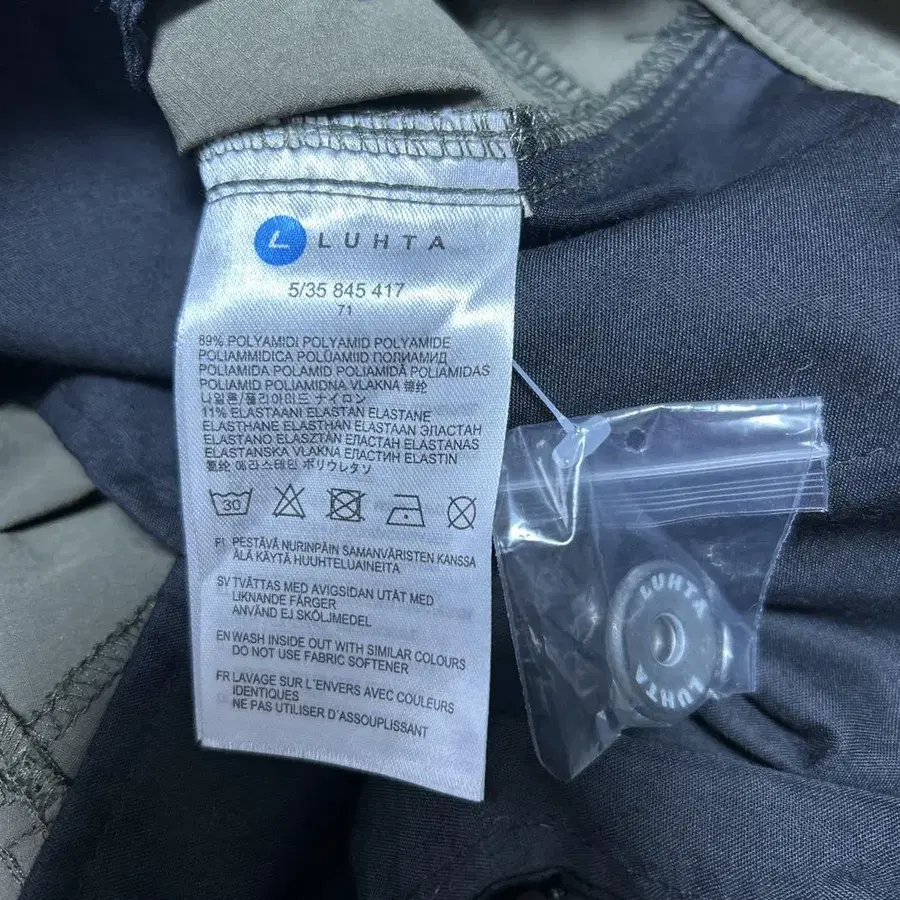 LUHTA
5/35 845 417
71
89% POLYAMIDI POLYAMID POLYAMIDE
POLIAMMIDICA POLÜAMIID ПОЛИАМИД
POLIAMIDA POLAMID POLIAMIDĂ POLIAMIDAS
POLIAMID POLIAMIDNA VLAKNA 锦纶
나일론/폴리아미드 ナイロン
11% ELASTAANI ELASTAN ELASTANE
ELASTHANE ELASTHAN ELASTAAN ЭЛАСТАН
ELASTANO ELASZTÁN ЕЛАСТАН ELASTANAS
ELASTANSKA VLAKNA ЕЛАСТИН ELASTIN
氨纶 에라스테인 ポリウレタン
30
FI PESTÄVÄ NURINPÄIN SAMANVÄRISTEN KANSSA
ÄLÄ KÄYTÄ HUUHTELUAINEITA
SV TVÄTTAS MED AVIGSIDAN UTÅT MED
LIKNANDE FÄRGER
ANVÄND EJ SKÖLJMEDEL
EN WASH INSIDE OUT WITH SIMILAR COLOURS
DO NOT USE FABRIC SOFTENER
FR LAVAGE SUR L'ENVERS AVEC COULEURS
IDENTIQUES
NE PAS UTILISER D'ASSOUPLISSANT
LUHTA
LUHTA